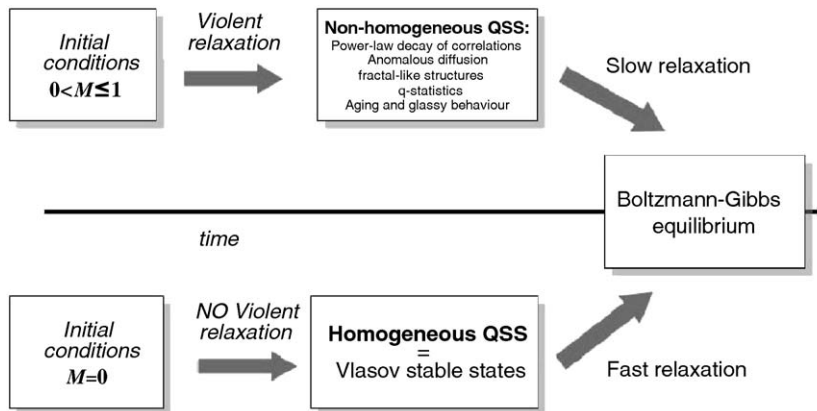 Initial
conditions
0<M≤1
Violent
relaxation
Non-homogeneous QSS:
Power-law decay of correlations
Anomalous diffusion
fractal-like structures
q-statistics
Aging and glassy behaviour
Slow relaxation
Boltzmann-Gibbs
equilibrium
time
Initial
conditions
M=0
NO Violent
relaxation
Homogeneous QSS
=
Vlasov stable states
Fast relaxation